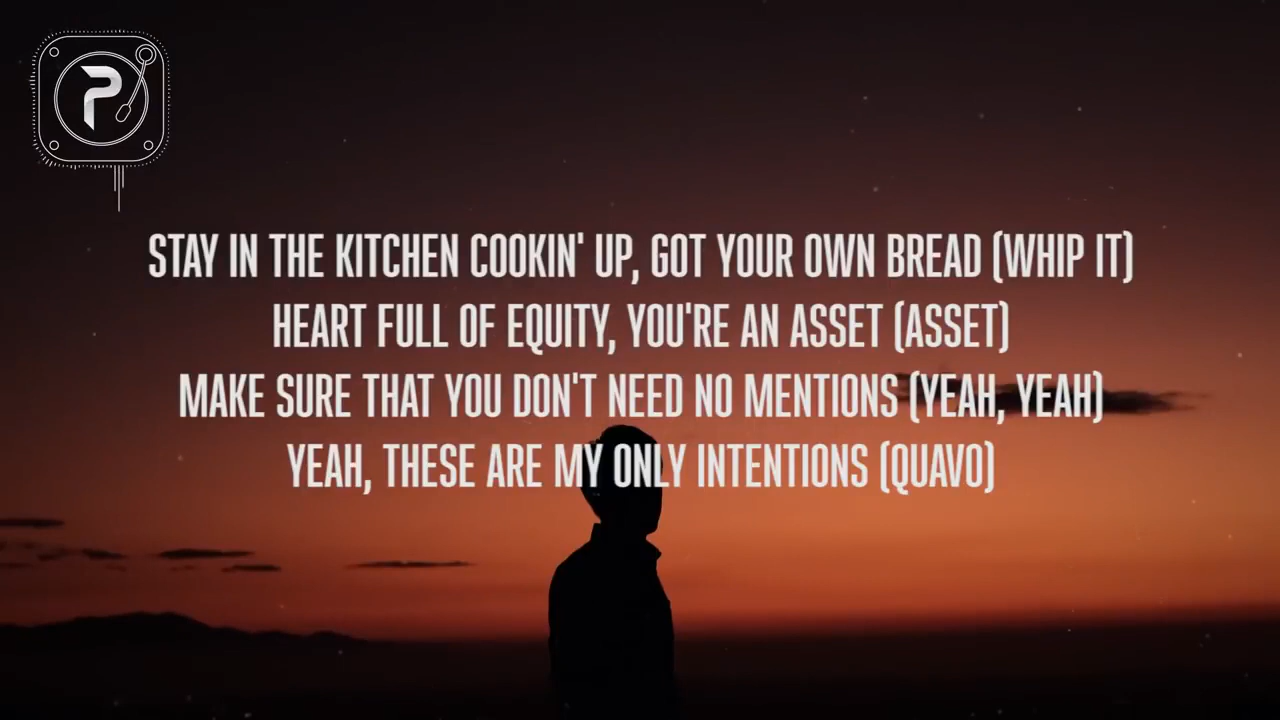 P
STAY IN THE KITCHEN COOKIN' UP, GOT YOUR OWN BREAD (WHIP IT)
HEART FULL OF EQUITY, YOU'RE AN ASSET (ASSET)
MAKE SURE THAT YOU DON'T NEED NO MENTIONS (YEAH, YEAH)
YEAH, THESE ARE MY ONLY INTENTIONS (QUAVO)